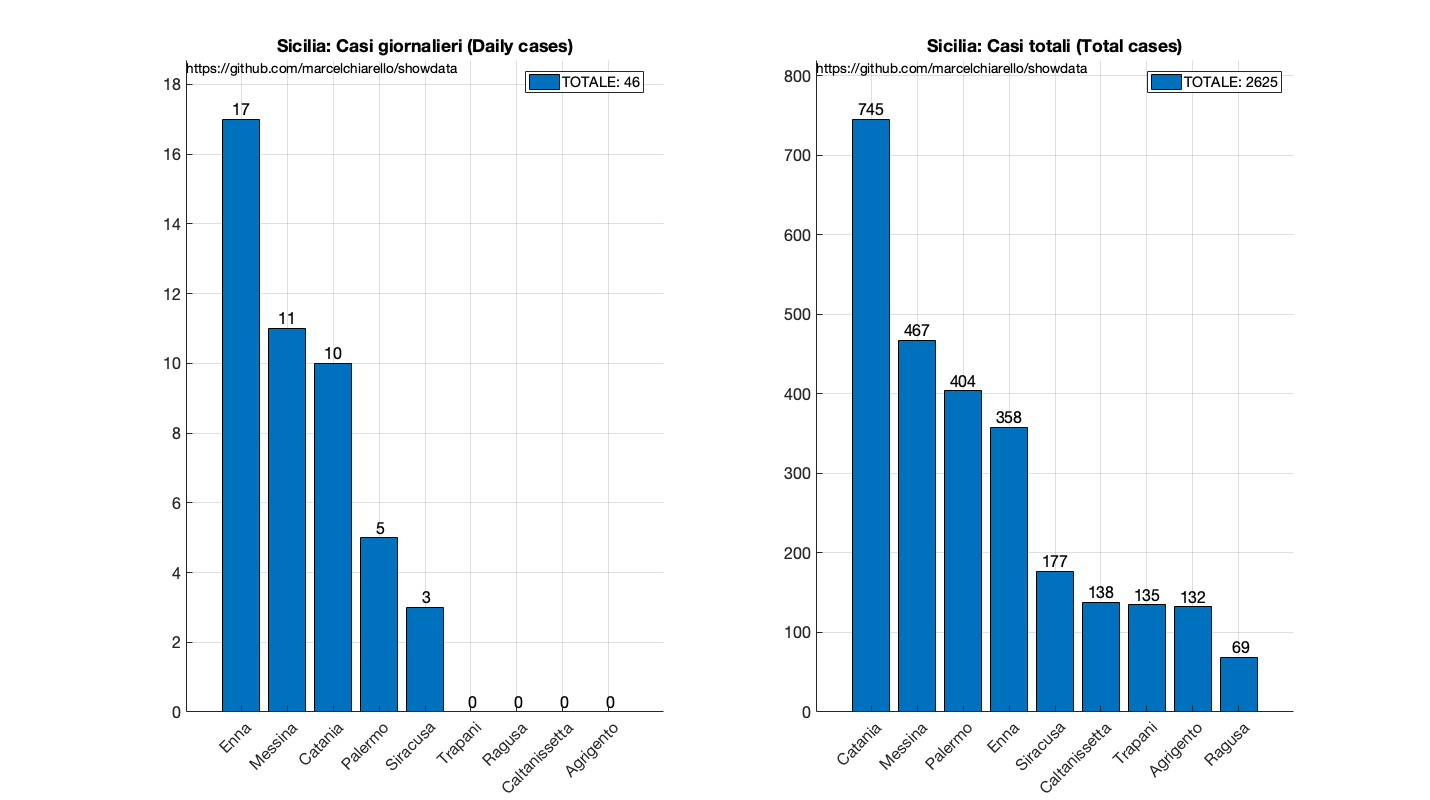 Sicilia: Casi giornalieri (Daily cases)
https://github.com/marcelchiarello/showdata
TOTALE: 46
18
16
14
12
10
8
6
4
2
0
17
11
10
5
3
0
0
0
0
Enna
Messina
Catania
Palermo
Siracusa
Trapani
Ragusa
Caltanissetta
Agrigento
Sicilia: Casi totali (Total cases)
https://github.com/marcelchiarello/showdata
TOTALE: 2625
800
700
600
500
400
300
200
100
0
745
467
404
358
177
138
135
132
69
Catania
Messina
Palermo
Enna
Siracusa
Caltanissetta
Trapani
Agrigento
Ragusa